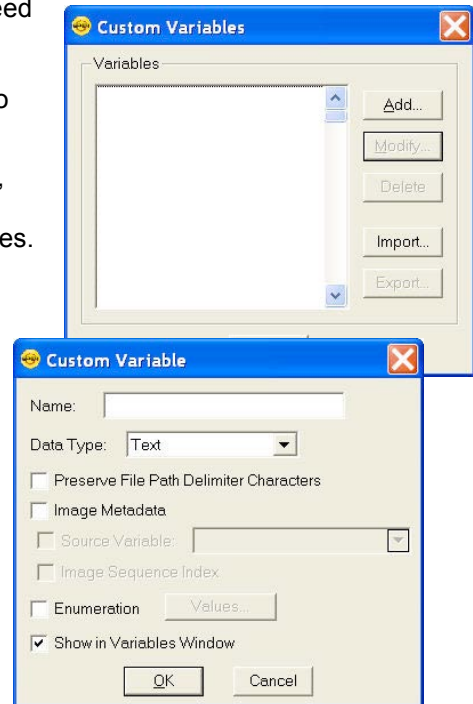 eed
o
,
es.
Custom Variables
Variables
Add...
Modify...
Delete
Import...
Export...
Custom Variable
Name:
Data Type: Text
Preserve File Path Delimiter Characters
Image Metadata
Source Variable:
Image Sequence Index
Enumeration Values...
Show in Variables Window
OK Cancel